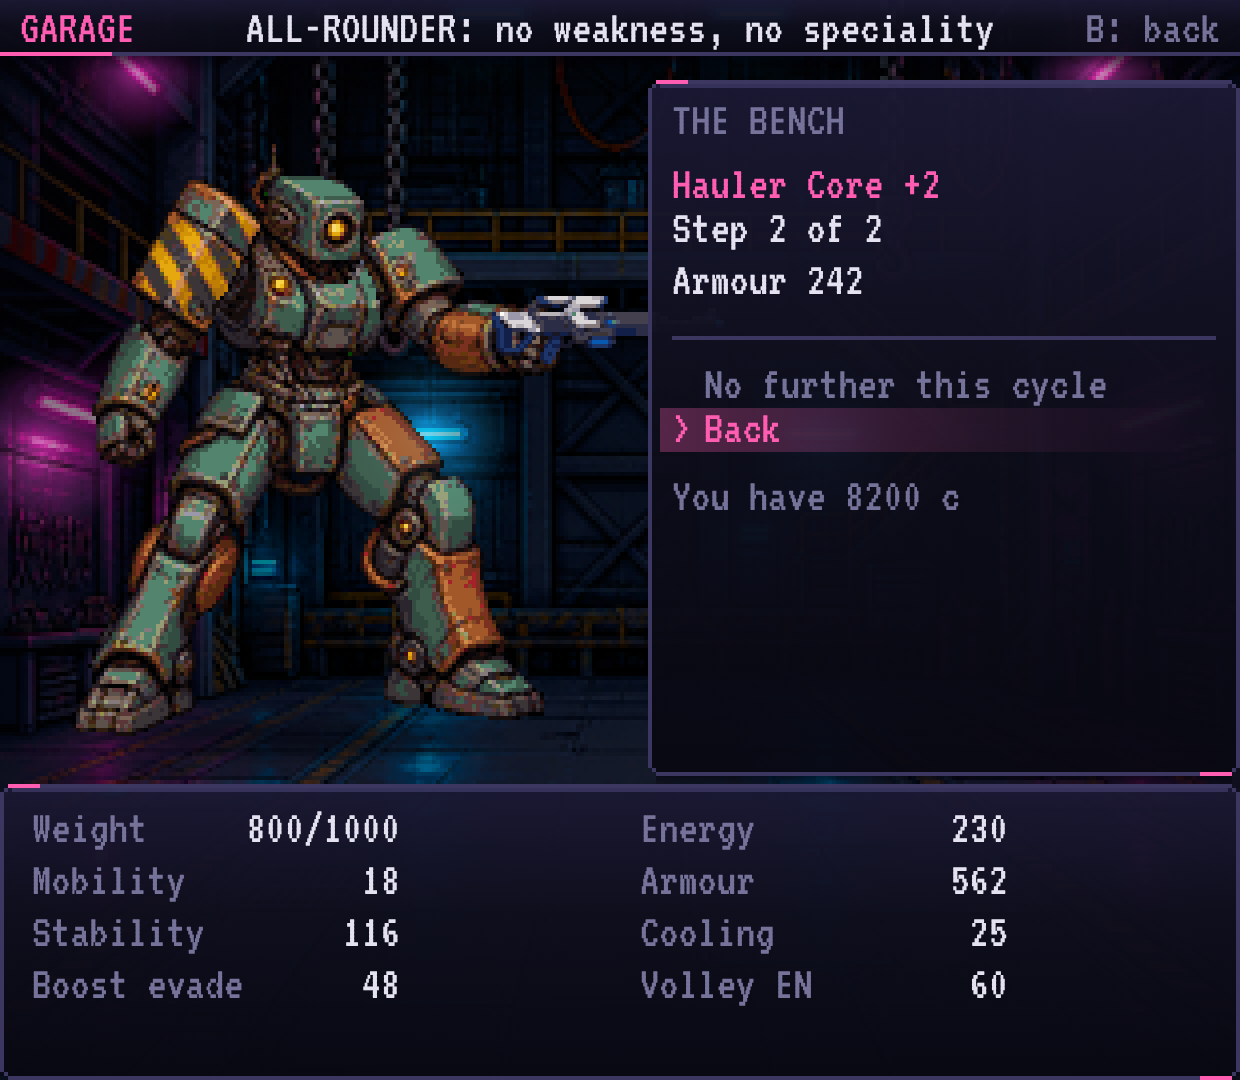 GARAGE
ALL-ROUNDER: no weakness, no speciality
B: back
THE BENCH
Hauler Core +2
Step 2 of 2
Armour 242
No further this cycle
> Back
You have 8200 c
Weight 800/1000
Energy 230
Mobility 18
Armour 562
Stability 116
Cooling 25
Boost evade 48
Volley EN 60